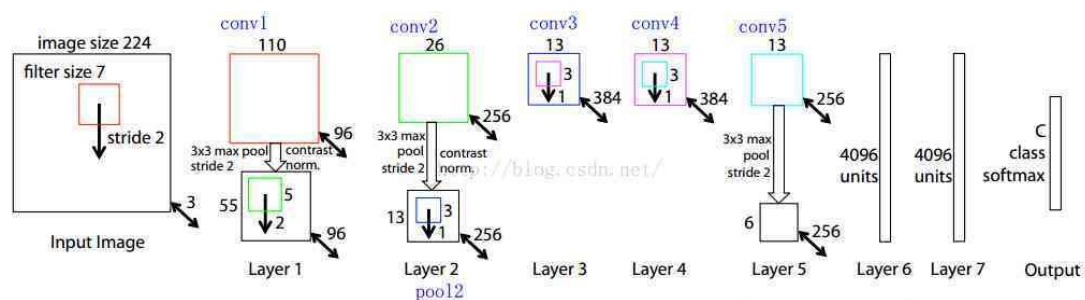 conv1
conv2
conv3
conv4
conv5
image size 224
110
26
13
13
13
filter size 7
stride 2
3
Input Image
96
3x3 max pool
stride 2
contrast
norm.
55
5
2
96
Layer 1
256
3x3 max
pool
stride 2
contrast
norm.
13
3
1
256
Layer 2
pool2
3
1
384
Layer 3
3
1
384
Layer 4
256
3x3 max
pool
stride 2
6
256
Layer 5
4096
units
Layer 6
4096
units
Layer 7
C
class
softmax
Output
://blog.csdn.net/